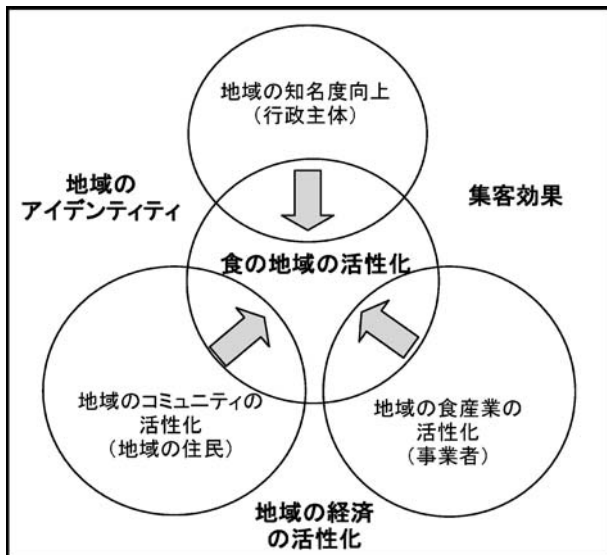 地域の知名度向上
（行政主体）
地域の
アイデンティティ
集客効果
食の地域の活性化
地域のコミュニティの
活性化
（地域の住民）
地域の食産業の
活性化
（事業者）
地域の経済
の活性化